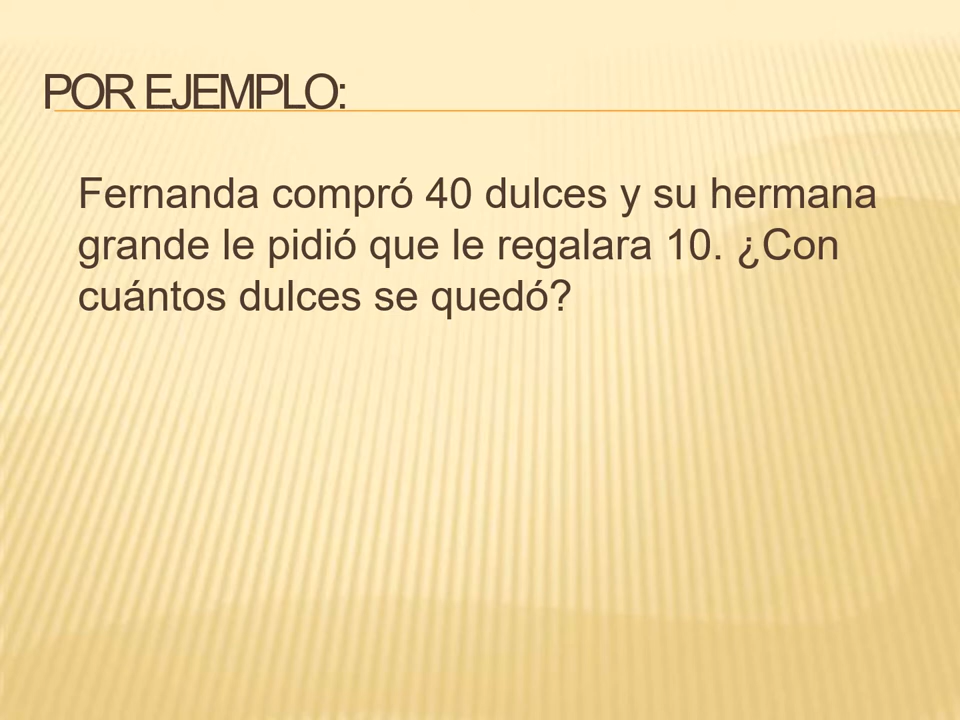 POR EJEMPLO:
Fernanda compró 40 dulces y su hermana
grande le pidió que le regalara 10. ¿Con
cuántos dulces se quedó?